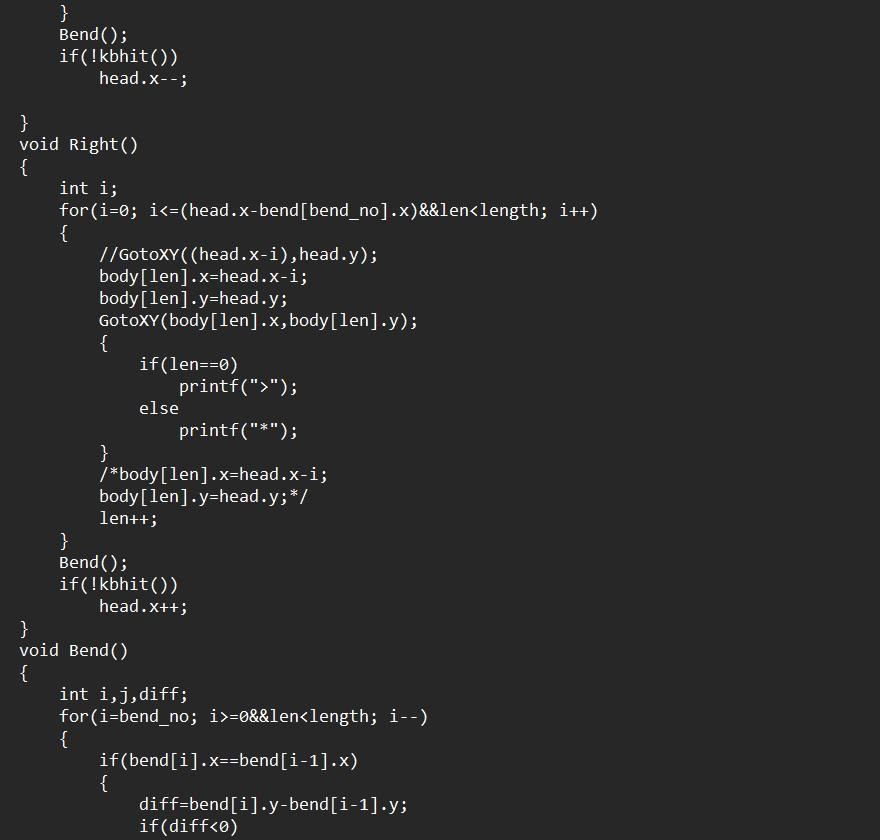 }
    Bend();
    if(!kbhit())
        head.x--;

}
void Right()
{
    int i;
    for(i=0; i<=(head.x-bend[bend_no].x)&&len<length; i++)
    {
        //GotoXY((head.x-i),head.y);
        body[len].x=head.x-i;
        body[len].y=head.y;
        GotoXY(body[len].x,body[len].y);
        {
            if(len==0)
                printf(">");
            else
                printf("*");
        }
        /*body[len].x=head.x-i;
        body[len].y=head.y;*/
        len++;
    }
    Bend();
    if(!kbhit())
        head.x++;
}
void Bend()
{
    int i,j,diff;
    for(i=bend_no; i>=0&&len<length; i--)
    {
        if(bend[i].x==bend[i-1].x)
        {
            diff=bend[i].y-bend[i-1].y;
            if(diff<0)